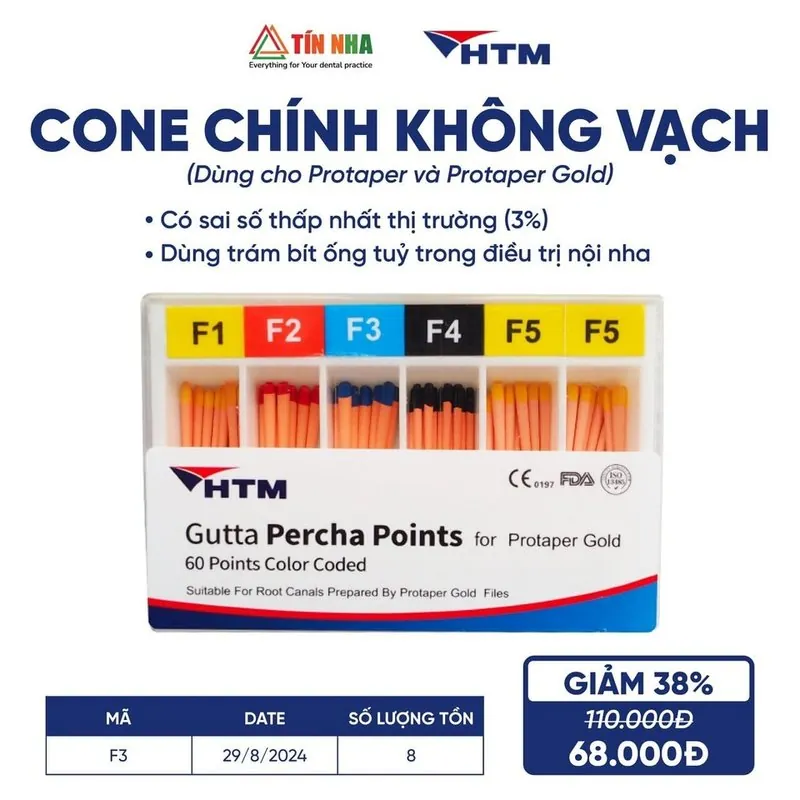 TÍN NHA
Everything for Your dental practice
HTM
CONE CHÍNH KHÔNG VẠCH
(Dùng cho Protaper và Protaper Gold)
• Có sai số thấp nhất thị trường (3%)
• Dùng trám bít ống tuỷ trong điều trị nội nha
F1 F2 F3 F4 F5 F5
HTM
CE 0197 FDA ISO 13485
Gutta Percha Points for Protaper Gold
60 Points Color Coded
Suitable For Root Canals Prepared By Protaper Gold Files
MÃ DATE SỐ LƯỢNG TỒN
F3 29/8/2024 8
GIẢM 38%
110.000Đ
68.000Đ